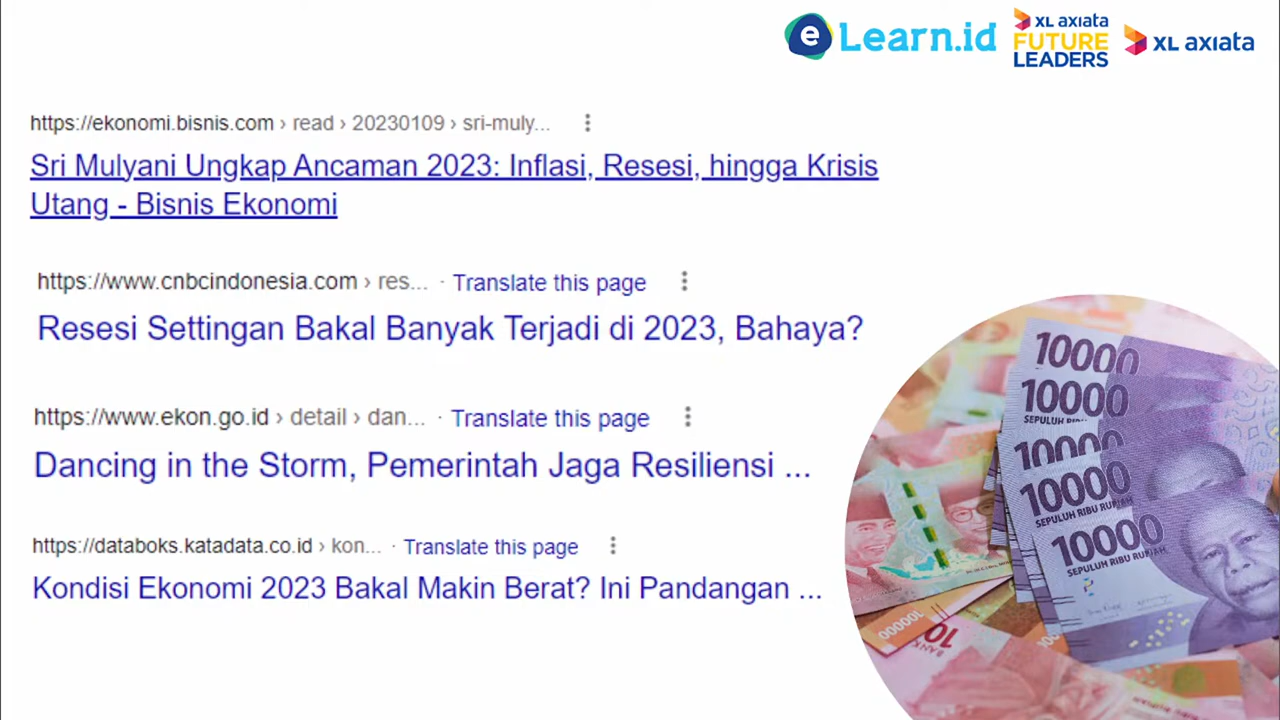 e Learn.id
XL axiata
FUTURE
LEADERS
XL axiata
https://ekonomi.bisnis.com › read › 20230109 › sri-muly...
Sri Mulyani Ungkap Ancaman 2023: Inflasi, Resesi, hingga Krisis
Utang - Bisnis Ekonomi
https://www.cnbcindonesia.com › res... · Translate this page
Resesi Settingan Bakal Banyak Terjadi di 2023, Bahaya?
https://www.ekon.go.id › detail › dan... · Translate this page
Dancing in the Storm, Pemerintah Jaga Resiliensi ...
https://databoks.katadata.co.id › kon... · Translate this page
Kondisi Ekonomi 2023 Bakal Makin Berat? Ini Pandangan ...
10000
10000
10000
10000
SEPULUH RIBU RUPIAH
10000
SEPULUH RIBU RUPIAH
100000